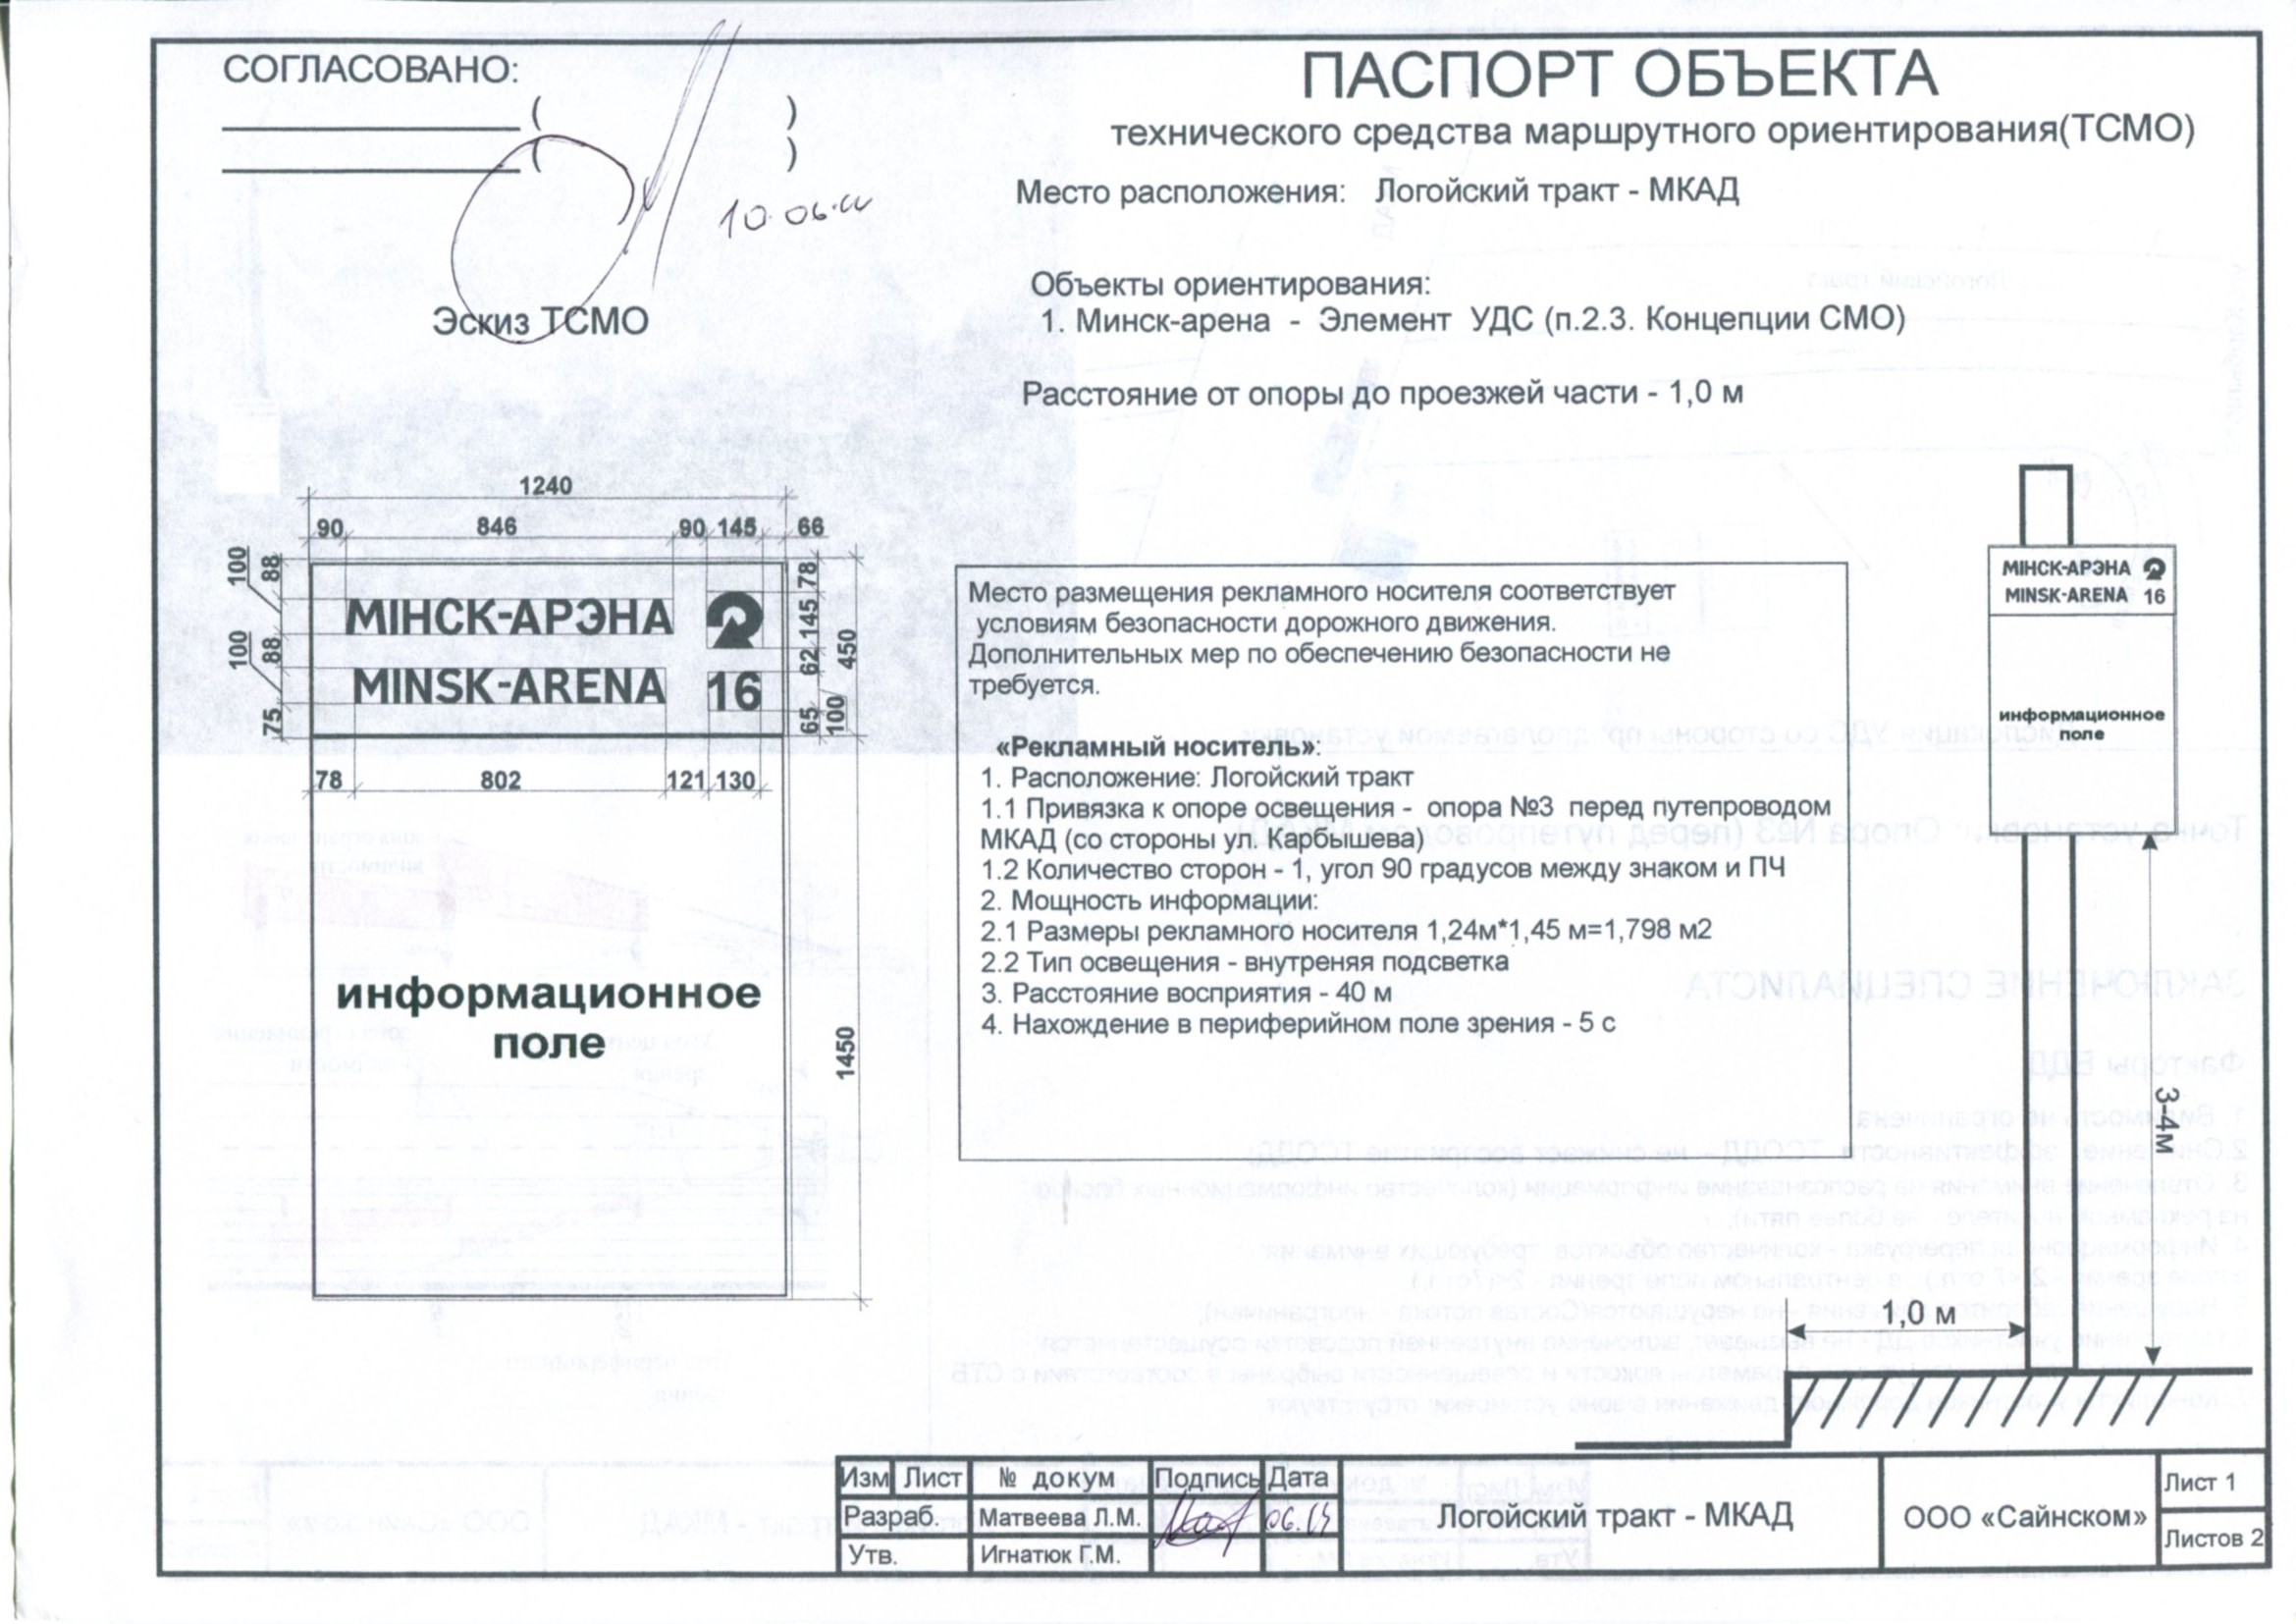 СОГЛАСОВАНО:
( )
( )
10.06.14
Эскиз ТСМО
ПАСПОРТ ОБЪЕКТА
технического средства маршрутного ориентирования(ТСМО)
Место расположения: Логойский тракт - МКАД
Объекты ориентирования:
1. Минск-арена - Элемент УДС (п.2.3. Концепции СМО)
Расстояние от опоры до проезжей части - 1,0 м
1240
90 846 90 145 66
100 88 100 88 75
78 145 62 65 100 450
МІНСК-АРЭНА
MINSK-ARENA 16
78 802 121 130
информационное
поле
1450
Место размещения рекламного носителя соответствует
условиям безопасности дорожного движения.
Дополнительных мер по обеспечению безопасности не
требуется.
«Рекламный носитель»:
1. Расположение: Логойский тракт
1.1 Привязка к опоре освещения - опора №3 перед путепроводом
МКАД (со стороны ул. Карбышева)
1.2 Количество сторон - 1, угол 90 градусов между знаком и ПЧ
2. Мощность информации:
2.1 Размеры рекламного носителя 1,24м*1,45 м=1,798 м2
2.2 Тип освещения - внутреняя подсветка
3. Расстояние восприятия - 40 м
4. Нахождение в периферийном поле зрения - 5 с
МІНСК-АРЭНА
MINSK-ARENA 16
информационное
поле
3-4м
1,0 м
Изм Лист № докум Подпись Дата
Разраб. Матвеева Л.М. 06.14
Утв. Игнатюк Г.М.
Логойский тракт - МКАД
ООО «Сайнском»
Лист 1
Листов 2